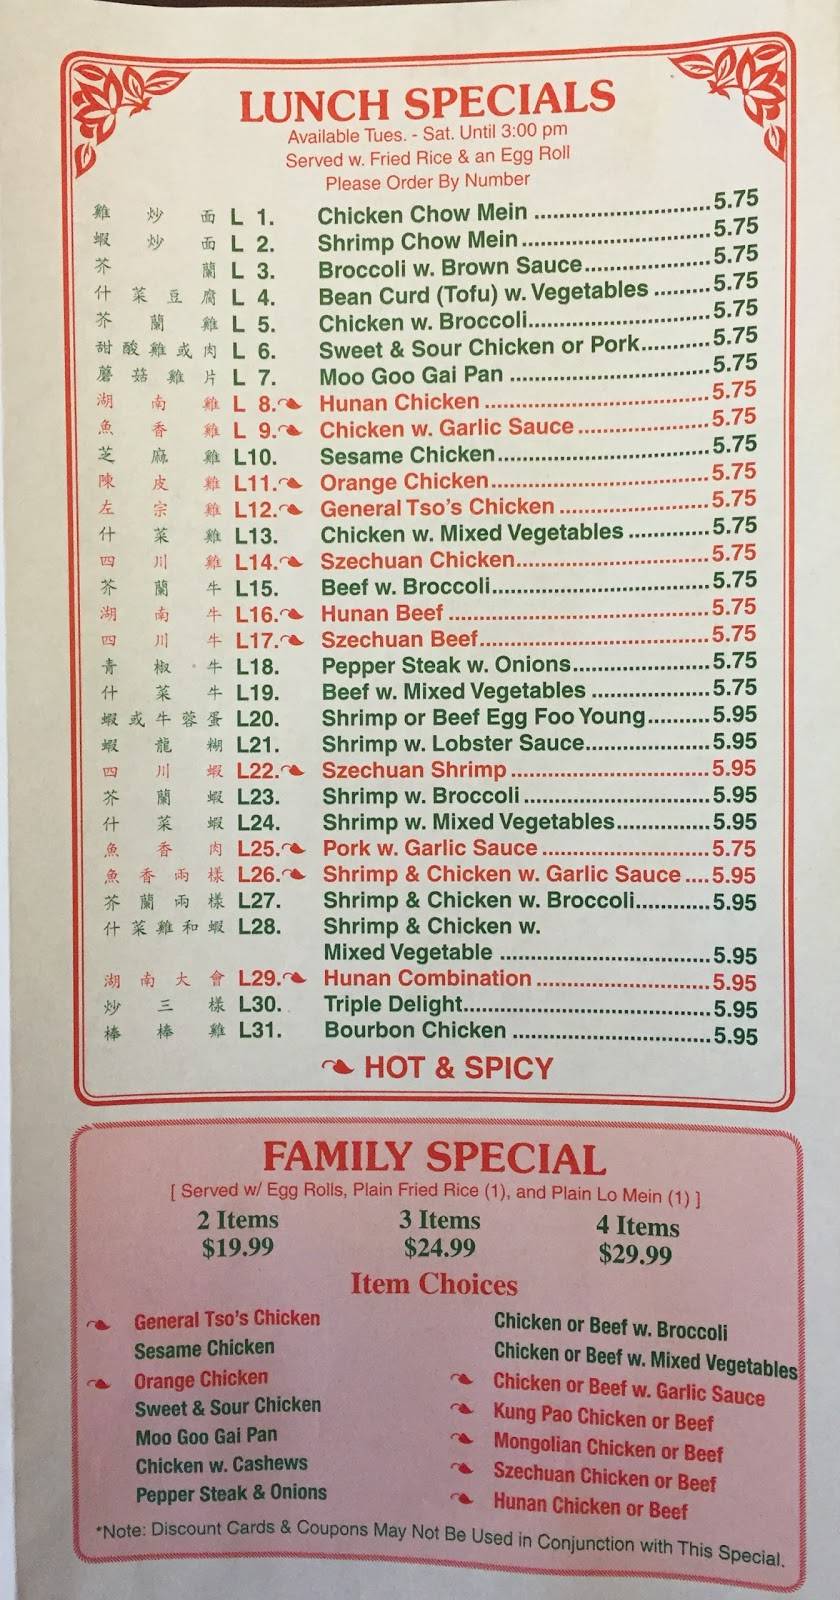 LUNCH SPECIALS
Available Tues. - Sat. Until 3:00 pm
Served w. Fried Rice & an Egg Roll
Please Order By Number
雞炒面 L 1. Chicken Chow Mein ............................ 5.75
蝦炒面 L 2. Shrimp Chow Mein .............................. 5.75
芥蘭 L 3. Broccoli w. Brown Sauce .................... 5.75
什菜豆腐 L 4. Bean Curd (Tofu) w. Vegetables ......... 5.75
芥蘭雞 L 5. Chicken w. Broccoli ............................. 5.75
甜酸雞或肉 L 6. Sweet & Sour Chicken or Pork ........... 5.75
蘑菇雞片 L 7. Moo Goo Gai Pan ................................ 5.75
湖南雞 L 8. Hunan Chicken .................................... 5.75
魚香雞 L 9. Chicken w. Garlic Sauce ..................... 5.75
芝麻雞 L10. Sesame Chicken .................................. 5.75
陳皮雞 L11. Orange Chicken ................................... 5.75
左宗雞 L12. General Tso's Chicken ........................ 5.75
什菜雞 L13. Chicken w. Mixed Vegetables ............. 5.75
四川雞 L14. Szechuan Chicken ............................... 5.75
芥蘭牛 L15. Beef w. Broccoli ................................... 5.75
湖南牛 L16. Hunan Beef .......................................... 5.75
四川牛 L17. Szechuan Beef ..................................... 5.75
青椒牛 L18. Pepper Steak w. Onions ...................... 5.75
什菜牛 L19. Beef w. Mixed Vegetables ................... 5.75
蝦或牛蓉蛋 L20. Shrimp or Beef Egg Foo Young .......... 5.95
蝦龍糊 L21. Shrimp w. Lobster Sauce .................... 5.95
四川蝦 L22. Szechuan Shrimp ................................ 5.95
芥蘭蝦 L23. Shrimp w. Broccoli .............................. 5.95
什菜蝦 L24. Shrimp w. Mixed Vegetables ............... 5.95
魚香肉 L25. Pork w. Garlic Sauce ........................... 5.75
魚香兩樣 L26. Shrimp & Chicken w. Garlic Sauce .... 5.95
芥蘭兩樣 L27. Shrimp & Chicken w. Broccoli ............ 5.95
什菜雞和蝦 L28. Shrimp & Chicken w.
Mixed Vegetable .................................. 5.95
湖南大會 L29. Hunan Combination ............................ 5.95
炒三樣 L30. Triple Delight ........................................ 5.95
棒棒雞 L31. Bourbon Chicken ................................ 5.95
HOT & SPICY
FAMILY SPECIAL
[ Served w/ Egg Rolls, Plain Fried Rice (1), and Plain Lo Mein (1) ]
2 Items 3 Items 4 Items
$19.99 $24.99 $29.99
Item Choices
General Tso's Chicken
Sesame Chicken
Orange Chicken
Sweet & Sour Chicken
Moo Goo Gai Pan
Chicken w. Cashews
Pepper Steak & Onions
Chicken or Beef w. Broccoli
Chicken or Beef w. Mixed Vegetables
Chicken or Beef w. Garlic Sauce
Kung Pao Chicken or Beef
Mongolian Chicken or Beef
Szechuan Chicken or Beef
Hunan Chicken or Beef
*Note: Discount Cards & Coupons May Not Be Used in Conjunction with This Special.